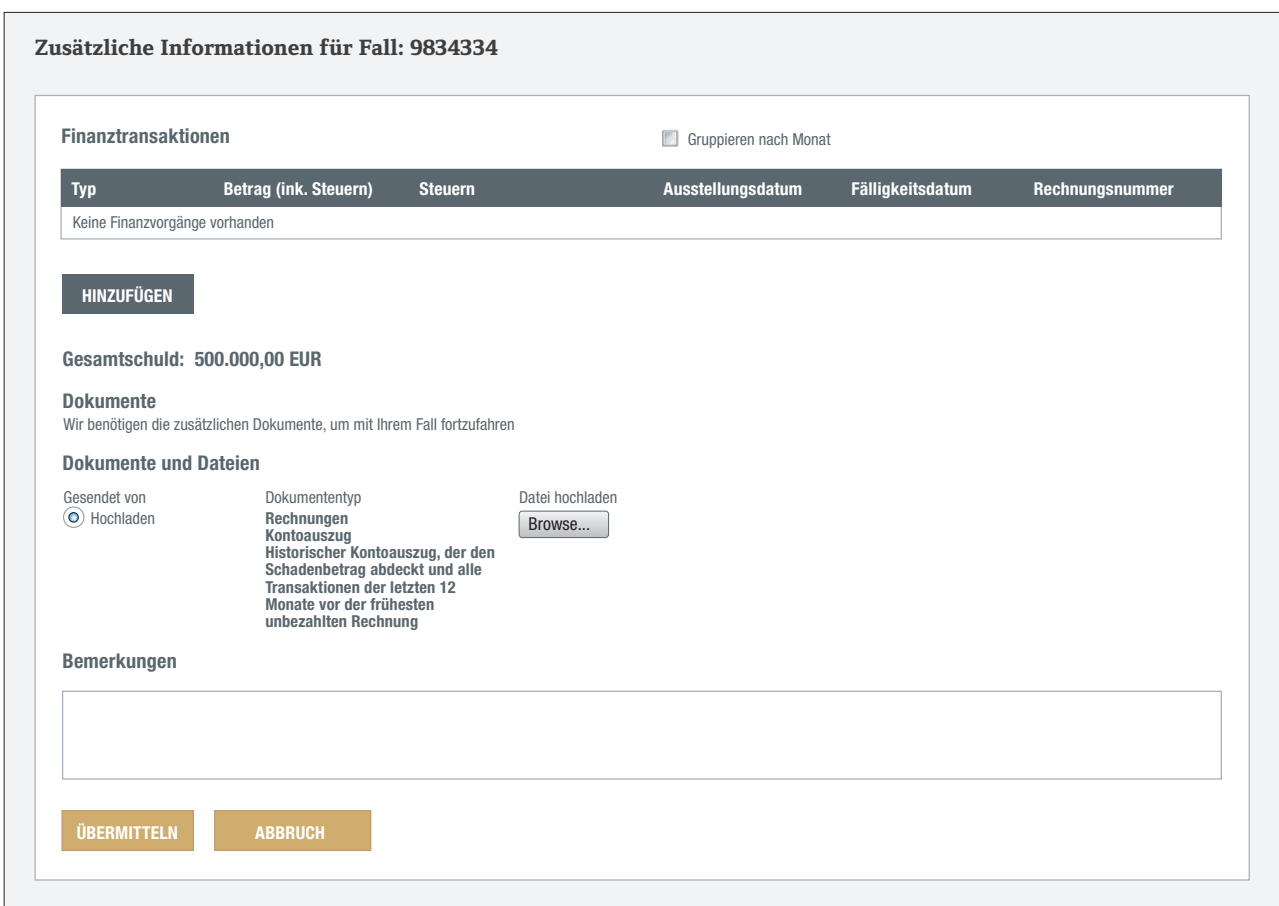 Zusätzliche Informationen für Fall: 9834334
Finanztransaktionen
Gruppieren nach Monat
Typ Betrag (ink. Steuern) Steuern Ausstellungsdatum Fälligkeitsdatum Rechnungsnummer
Keine Finanzvorgänge vorhanden
HINZUFÜGEN
Gesamtschuld: 500.000,00 EUR
Dokumente
Wir benötigen die zusätzlichen Dokumente, um mit Ihrem Fall fortzufahren
Dokumente und Dateien
Gesendet von
Hochladen
Dokumententyp
Rechnungen
Kontoauszug
Historischer Kontoauszug, der den
Schadenbetrag abdeckt und alle
Transaktionen der letzten 12
Monate vor der frühesten
unbezahlten Rechnung
Datei hochladen
Browse...
Bemerkungen
ÜBERMITTELN ABBRUCH